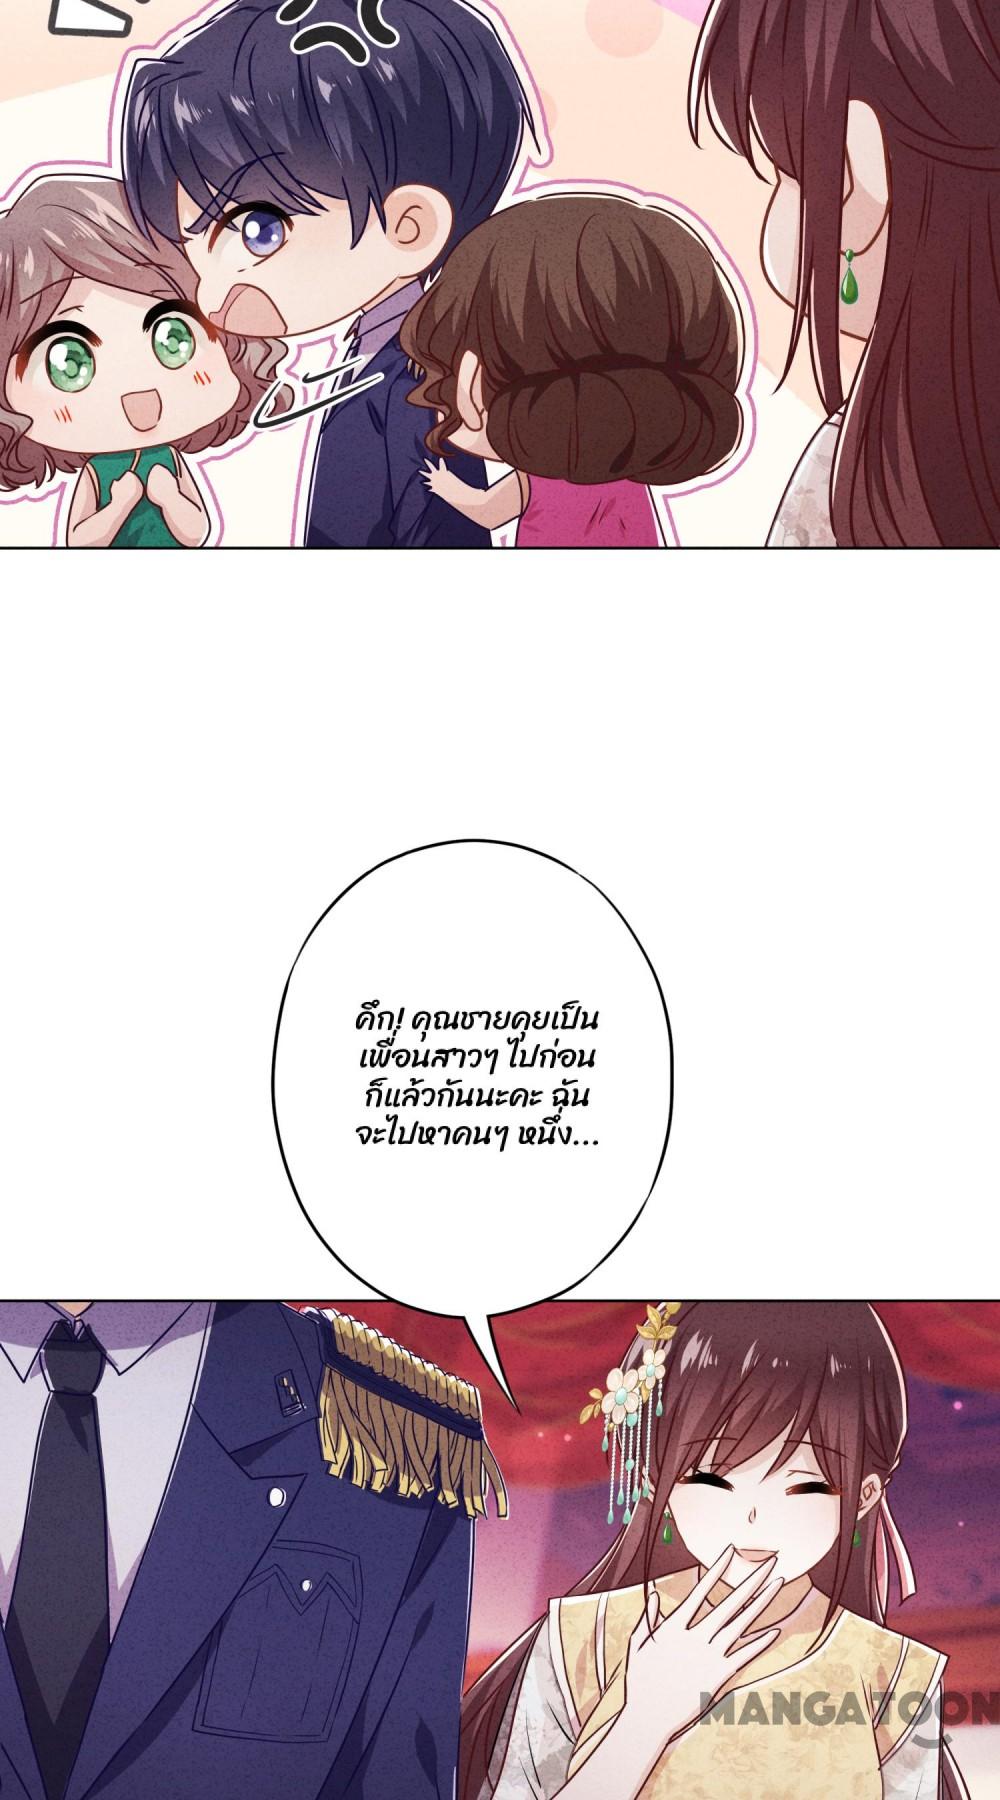 คึก! คุณชายคุยเป็น
เพื่อนสาวๆ ไปก่อน
ก็แล้วกันนะคะ ฉัน
จะไปหาคนๆ หนึ่ง...
MANGATOON